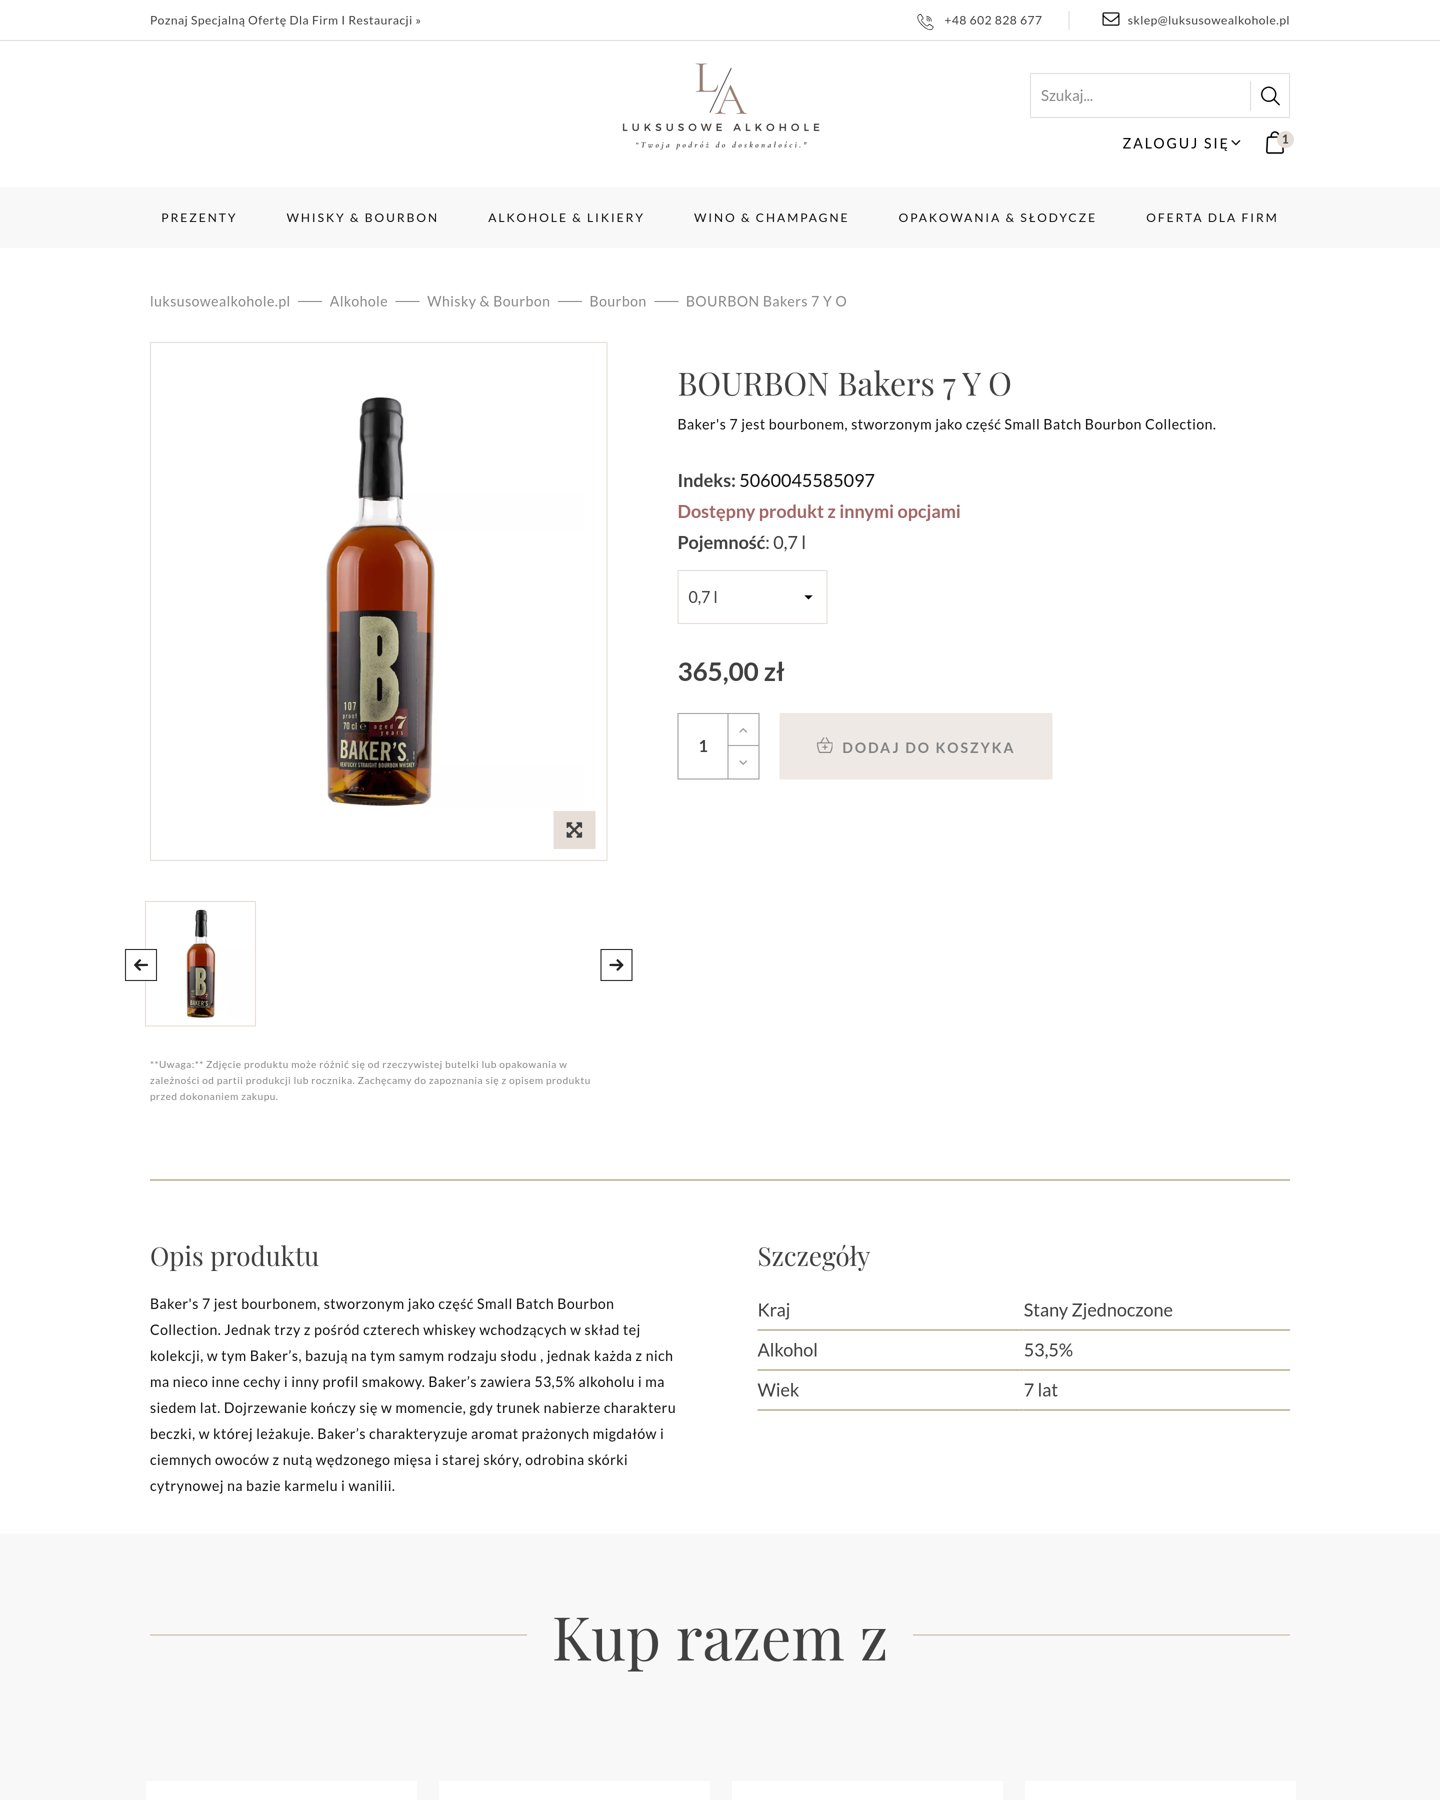 Poznaj Specjalną Ofertę Dla Firm I Restauracji »
+48 602 828 677
sklep@luksusowealkohole.pl
LA
LUKSUSOWE ALKOHOLE
"Twoja podróż do doskonałości."
Szukaj...
ZALOGUJ SIĘ
1
PREZENTY
WHISKY & BOURBON
ALKOHOLE & LIKIERY
WINO & CHAMPAGNE
OPAKOWANIA & SŁODYCZE
OFERTA DLA FIRM
luksusowealkohole.pl — Alkohole — Whisky & Bourbon — Bourbon — BOURBON Bakers 7 Y O
B
107
proof
70 cl e
aged 7
years
BAKER'S
KENTUCKY STRAIGHT BOURBON WHISKEY
BOURBON Bakers 7 Y O
Baker's 7 jest bourbonem, stworzonym jako część Small Batch Bourbon Collection.
Indeks: 5060045585097
Dostępny produkt z innymi opcjami
Pojemność: 0,7 l
0,7 l
365,00 zł
1
DODAJ DO KOSZYKA
B
BAKER'S
**Uwaga:** Zdjęcie produktu może różnić się od rzeczywistej butelki lub opakowania w
zależności od partii produkcji lub rocznika. Zachęcamy do zapoznania się z opisem produktu
przed dokonaniem zakupu.
Opis produktu
Baker's 7 jest bourbonem, stworzonym jako część Small Batch Bourbon
Collection. Jednak trzy z pośród czterech whiskey wchodzących w skład tej
kolekcji, w tym Baker’s, bazują na tym samym rodzaju słodu , jednak każda z nich
ma nieco inne cechy i inny profil smakowy. Baker’s zawiera 53,5% alkoholu i ma
siedem lat. Dojrzewanie kończy się w momencie, gdy trunek nabierze charakteru
beczki, w której leżakuje. Baker’s charakteryzuje aromat prażonych migdałów i
ciemnych owoców z nutą wędzonego mięsa i starej skóry, odrobina skórki
cytrynowej na bazie karmelu i wanilii.
Szczegóły
Kraj Stany Zjednoczone
Alkohol 53,5%
Wiek 7 lat
Kup razem z